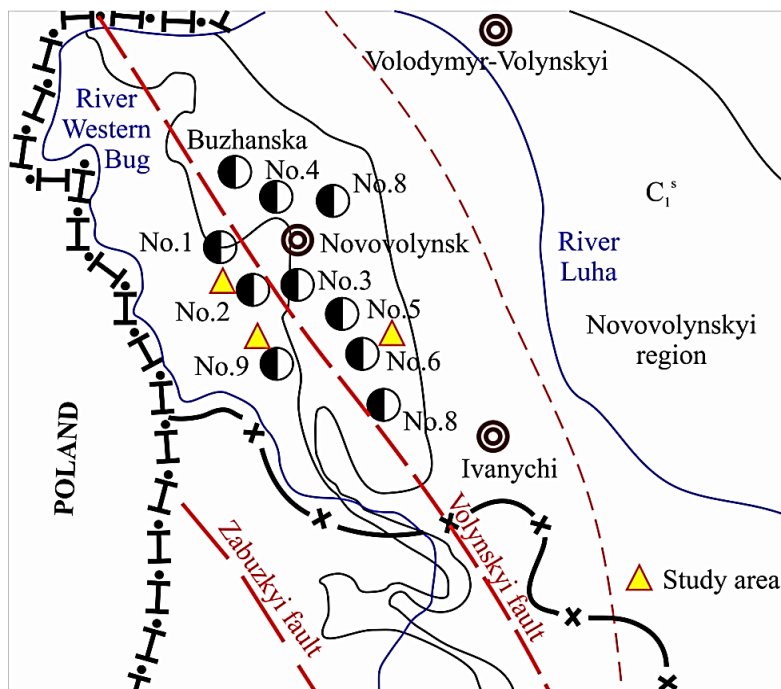 Volodymyr-Volynskyi
River
Western
Bug
Buzhanska
No.4
No.8
C₁ˢ
No.1
Novovolynsk
River
Luha
No.3
No.2
No.5
Novovolynskyi
region
No.6
No.9
No.8
Ivanychi
POLAND
Zabuzkyi fault
Volynskyi fault
Study area